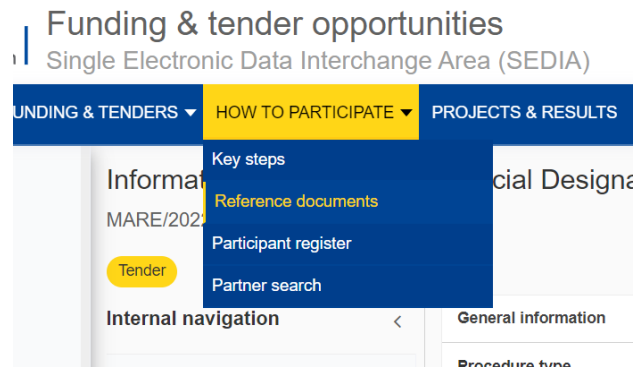 Funding & tender opportunities
Single Electronic Data Interchange Area (SEDIA)
UNDING & TENDERS HOW TO PARTICIPATE PROJECTS & RESULTS
Key steps
Informat cial Designa
Reference documents
MARE/2022
Participant register
Tender
Partner search
Internal navigation
General information
Procedure type